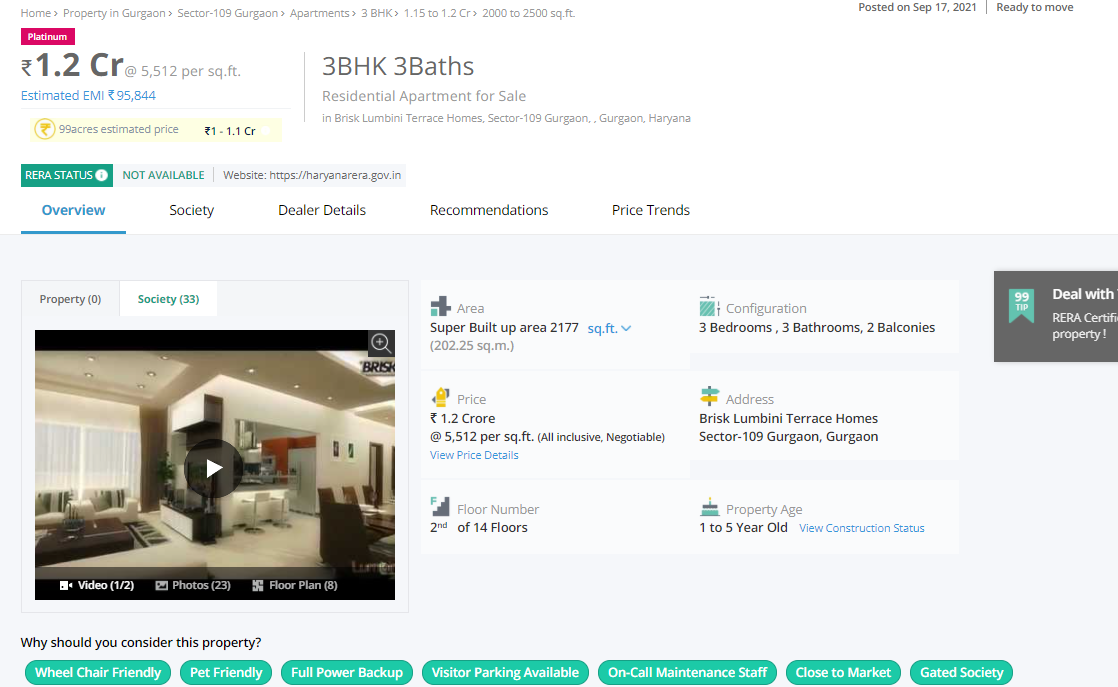 Home › Property in Gurgaon › Sector-109 Gurgaon › Apartments › 3 BHK › 1.15 to 1.2 Cr › 2000 to 2500 sq.ft.
Posted on Sep 17, 2021 | Ready to move
Platinum
₹1.2 Cr @ 5,512 per sq.ft.
Estimated EMI ₹ 95,844
99acres estimated price ₹1 - 1.1 Cr
3BHK 3Baths
Residential Apartment for Sale
in Brisk Lumbini Terrace Homes, Sector-109 Gurgaon, , Gurgaon, Haryana
RERA STATUS i NOT AVAILABLE | Website: https://haryanarera.gov.in
Overview Society Dealer Details Recommendations Price Trends
Property (0) Society (33)
BRISK
Video (1/2) Photos (23) Floor Plan (8)
Area
Super Built up area 2177 sq.ft.
(202.25 sq.m.)
Configuration
3 Bedrooms , 3 Bathrooms, 2 Balconies
Price
₹ 1.2 Crore
@ 5,512 per sq.ft. (All inclusive, Negotiable)
View Price Details
Address
Brisk Lumbini Terrace Homes
Sector-109 Gurgaon, Gurgaon
Floor Number
2nd of 14 Floors
Property Age
1 to 5 Year Old View Construction Status
99
TIP
Deal with
RERA Certifi
property !
Why should you consider this property?
Wheel Chair Friendly Pet Friendly Full Power Backup Visitor Parking Available On-Call Maintenance Staff Close to Market Gated Society